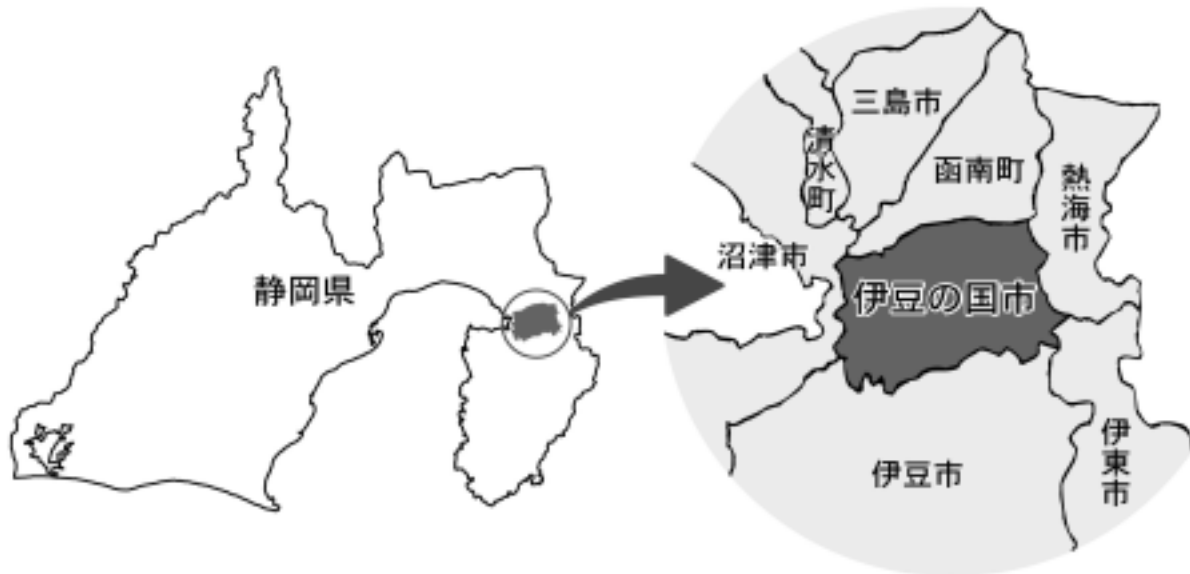 静岡県
三島市
清水町
函南町
熱海市
沼津市
伊豆の国市
伊豆市
伊東市